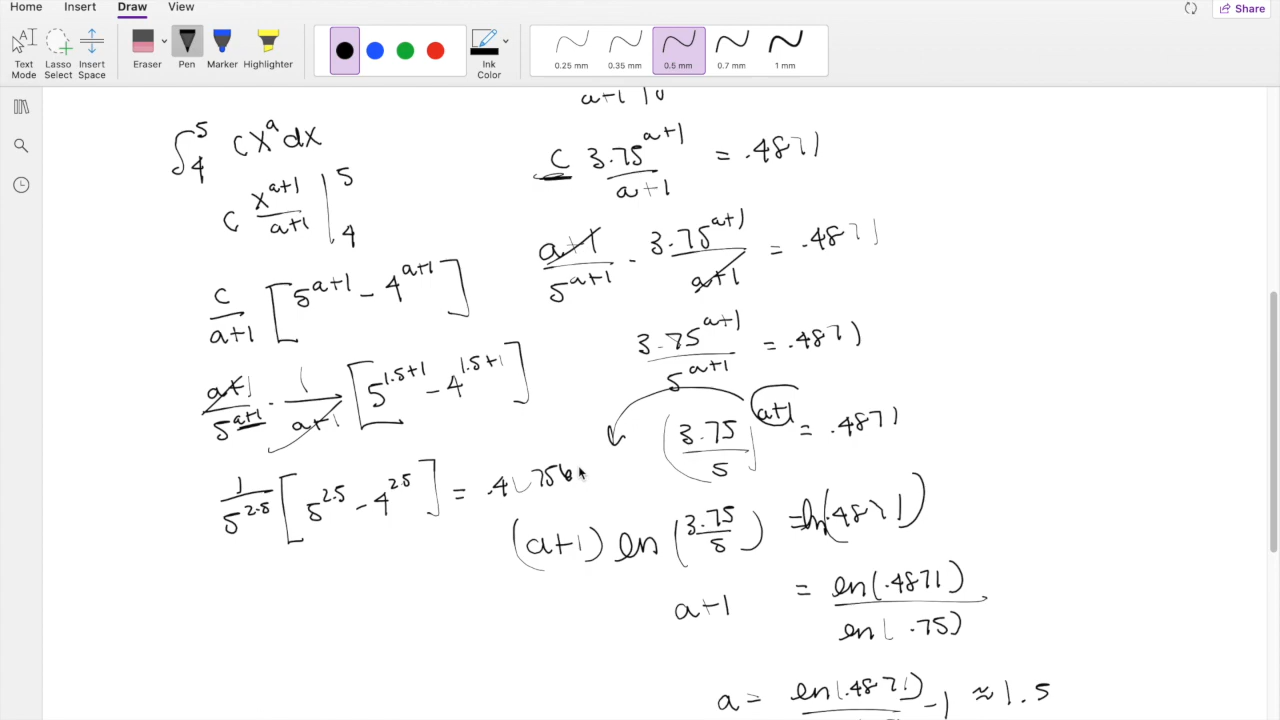 Home Insert Draw View Share
Text Mode
Lasso Select
Insert Space
Eraser
Pen
Marker
Highlighter
Ink Color
0.25 mm
0.35 mm
0.5 mm
0.7 mm
1 mm
∫₄⁵ cx^a dx
c x^(a+1)/(a+1) |₄⁵
c/(a+1) [5^(a+1) - 4^(a+1)]
(a+1)/5^(a+1) · 1/(a+1) [5^(1.5+1) - 4^(1.5+1)]
1/5^(2.5) [5^(2.5) - 4^(2.5)] =
a+1 | 0
c 3.75^(a+1)/(a+1) = .4871
(a+1)/5^(a+1) · 3.75^(a+1)/(a+1) = .4871
3.75^(a+1)/5^(a+1) = .4871
(3.75/5)^(a+1) = .4871
(a+1) ln(3.75/5) = ln(.4871)
a+1 = ln(.4871)/ln(.75)
a = ln(.4871) -1 ≈ 1.5